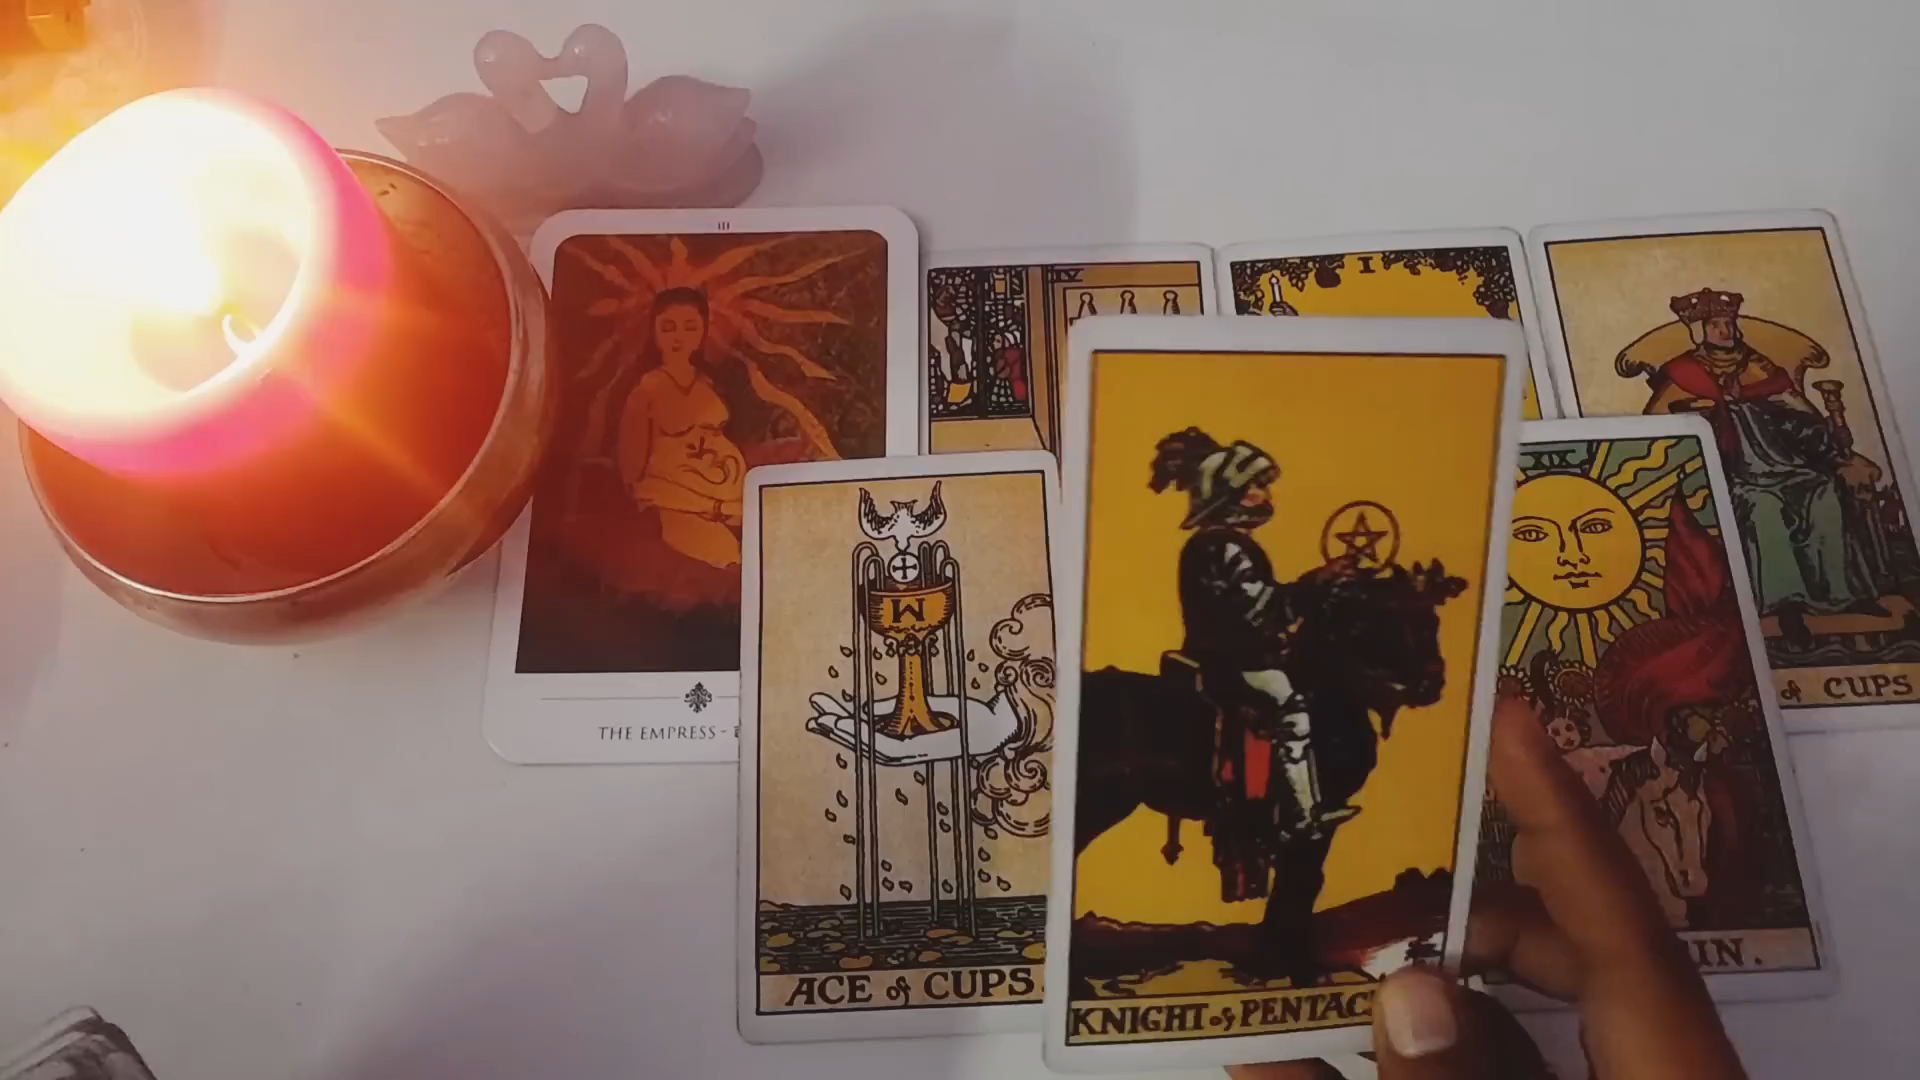 III
IV
I
THE EMPRESS -
XIX
of CUPS
M
IN.
ACE of CUPS.
KNIGHT of PENTAC